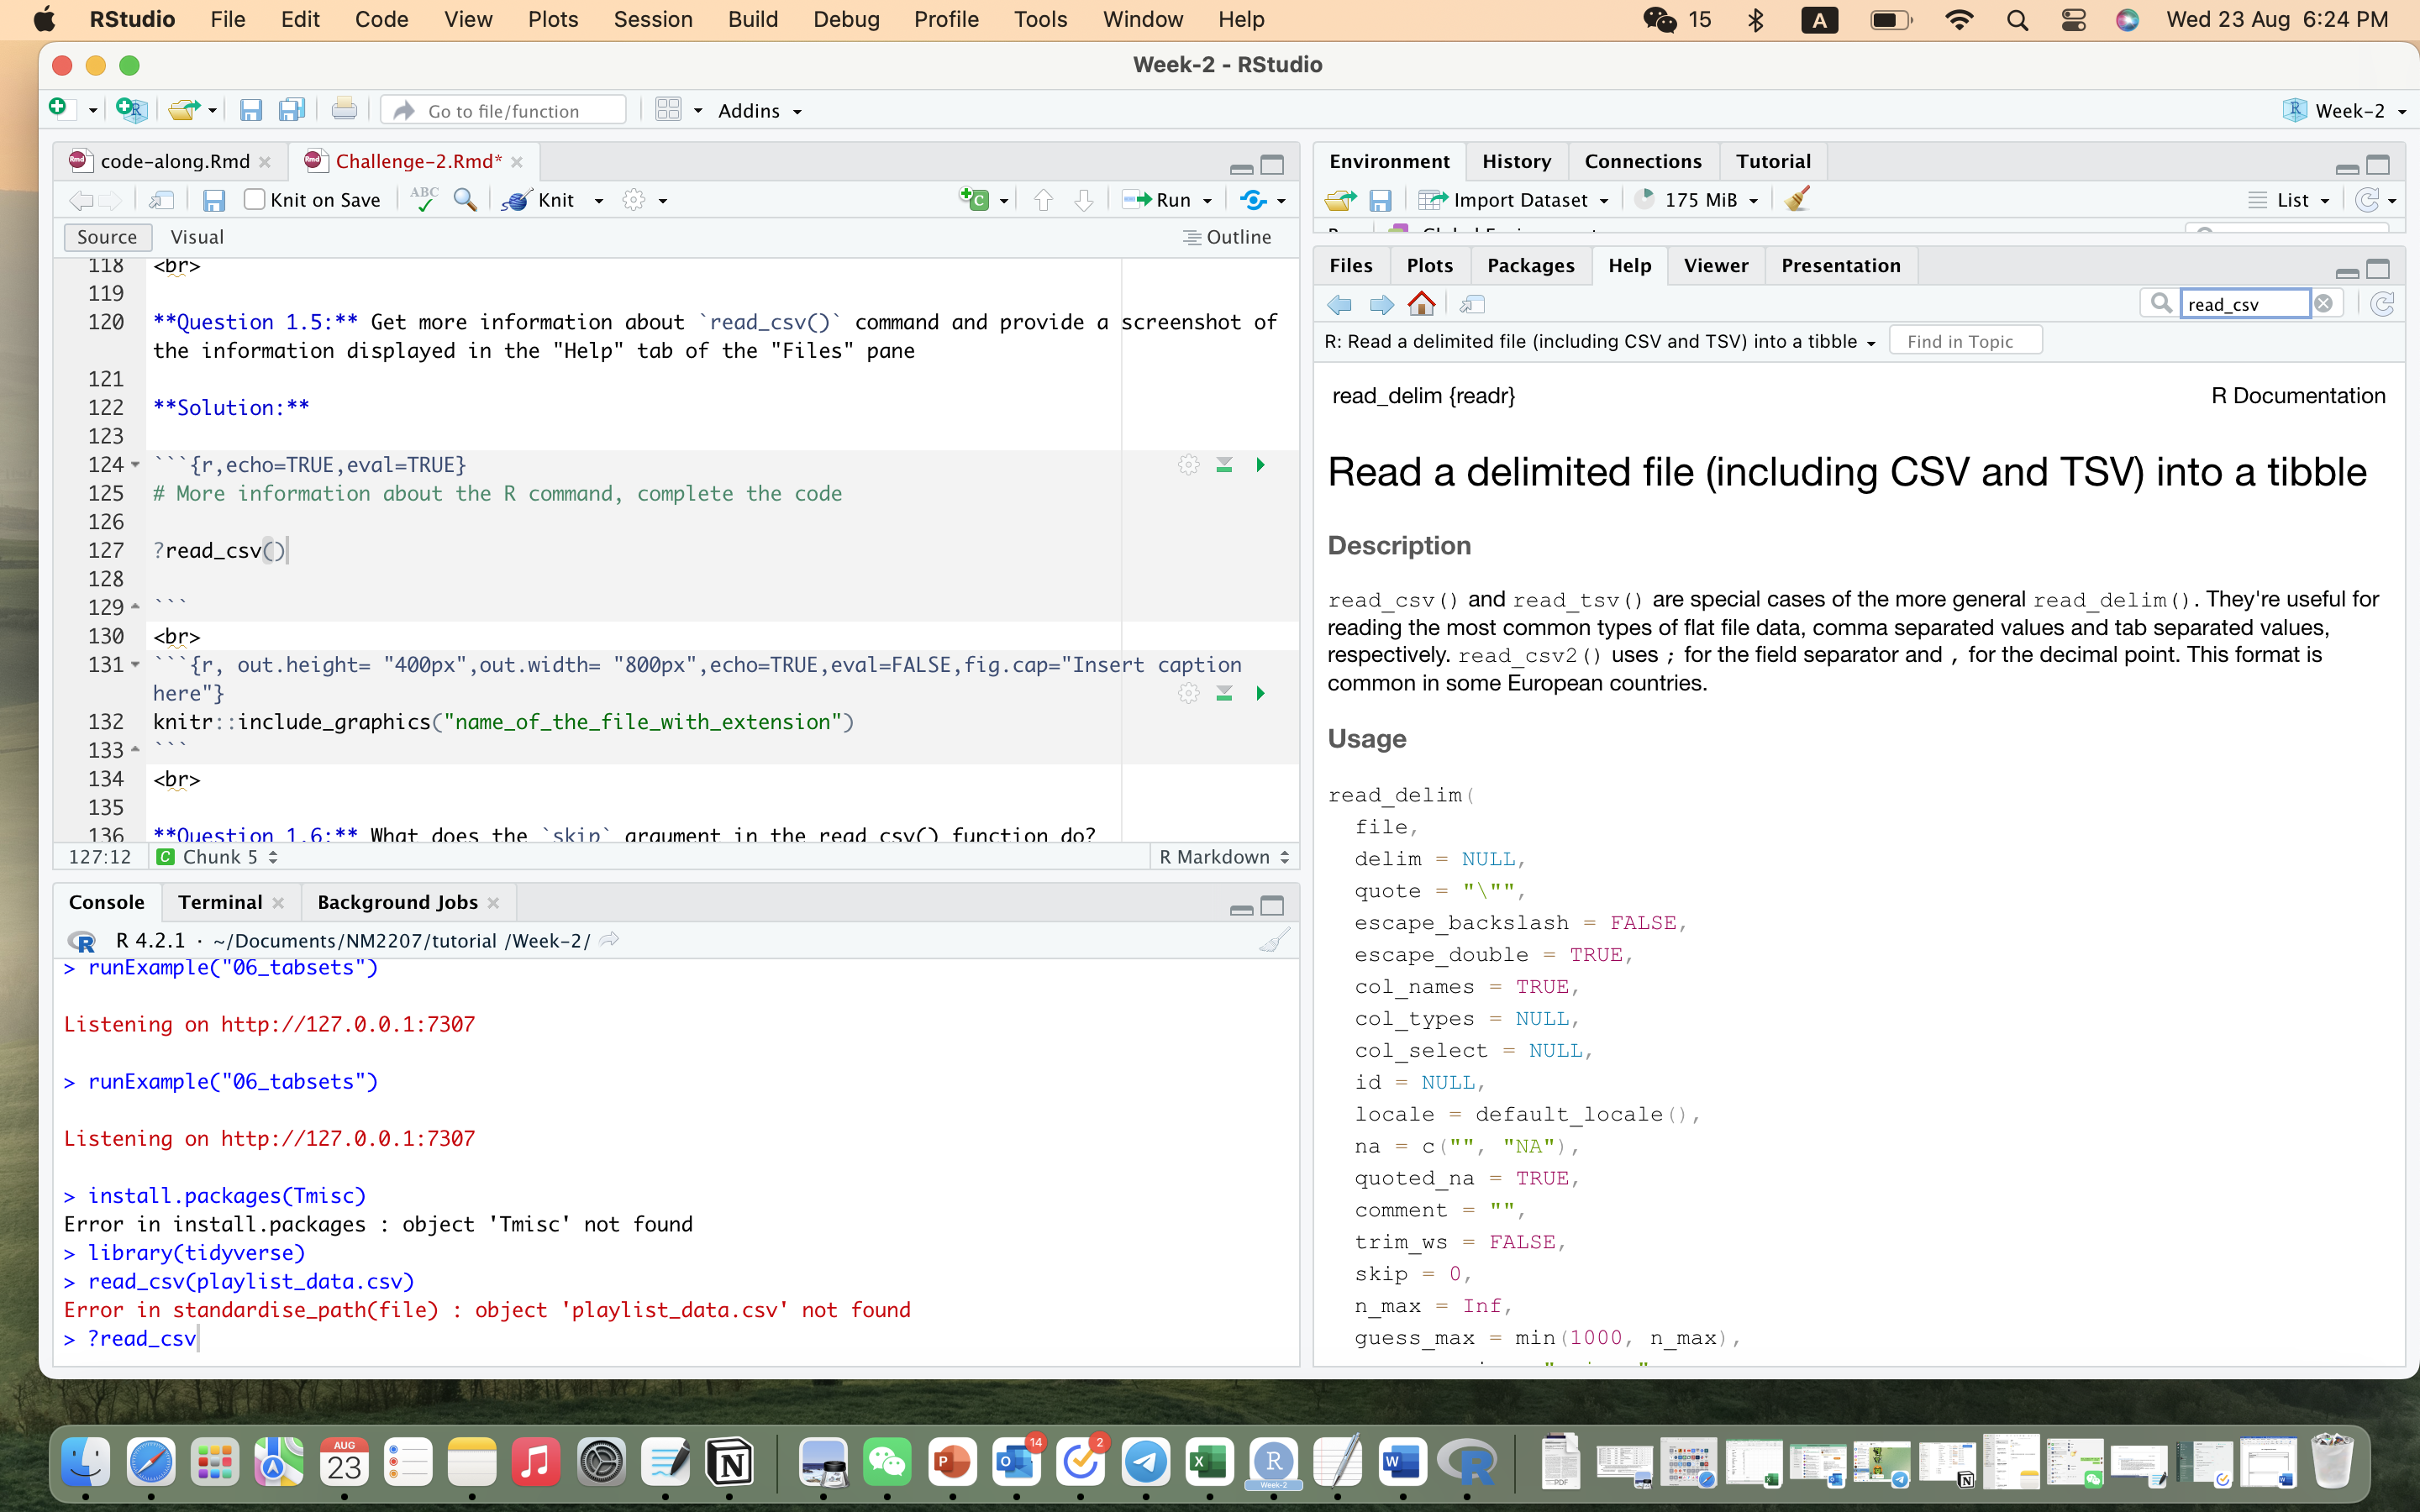 RStudio File Edit Code View Plots Session Build Debug Profile Tools Window Help 15 A Wed 23 Aug 6:24 PM
Week-2 - RStudio
Go to file/function Addins Week-2
code-along.Rmd Challenge-2.Rmd*
Knit on Save ABC Knit Run
Source Visual Outline
118 <br>
119
120 **Question 1.5:** Get more information about `read_csv()` command and provide a screenshot of
the information displayed in the "Help" tab of the "Files" pane
121
122 **Solution:**
123
124 ```{r,echo=TRUE,eval=TRUE}
125 # More information about the R command, complete the code
126
127 ?read_csv()
128
129 ```
130 <br>
131 ```{r, out.height= "400px",out.width= "800px",echo=TRUE,eval=FALSE,fig.cap="Insert caption
here"}
132 knitr::include_graphics("name_of_the_file_with_extension")
133 ```
134 <br>
135
136 **Question 1.6:** What does the `skip` argument in the read_csv() function do?
127:12 Chunk 5 R Markdown
Console Terminal Background Jobs
R 4.2.1 · ~/Documents/NM2207/tutorial /Week-2/
> runExample("06_tabsets")
Listening on http://127.0.0.1:7307
> runExample("06_tabsets")
Listening on http://127.0.0.1:7307
> install.packages(Tmisc)
Error in install.packages : object 'Tmisc' not found
> library(tidyverse)
> read_csv(playlist_data.csv)
Error in standardise_path(file) : object 'playlist_data.csv' not found
> ?read_csv
Environment History Connections Tutorial
Import Dataset 175 MiB List
Files Plots Packages Help Viewer Presentation
read_csv
R: Read a delimited file (including CSV and TSV) into a tibble Find in Topic
read_delim {readr} R Documentation
Read a delimited file (including CSV and TSV) into a tibble
Description
read_csv() and read_tsv() are special cases of the more general read_delim(). They're useful for
reading the most common types of flat file data, comma separated values and tab separated values,
respectively. read_csv2() uses ; for the field separator and , for the decimal point. This format is
common in some European countries.
Usage
read_delim(
file,
delim = NULL,
quote = "\"",
escape_backslash = FALSE,
escape_double = TRUE,
col_names = TRUE,
col_types = NULL,
col_select = NULL,
id = NULL,
locale = default_locale(),
na = c("", "NA"),
quoted_na = TRUE,
comment = "",
trim_ws = FALSE,
skip = 0,
n_max = Inf,
guess_max = min(1000, n_max),
AUG
23
14
2
Week-2